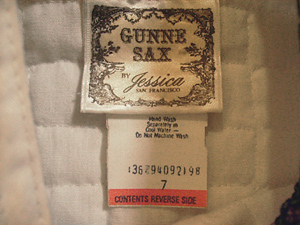 GUNNE
SAX
BY Jessica
SAN FRANCISCO
Hand Wash
Separately in
Cool Water —
Do Not Machine Wash.
7
CONTENTS REVERSE SIDE